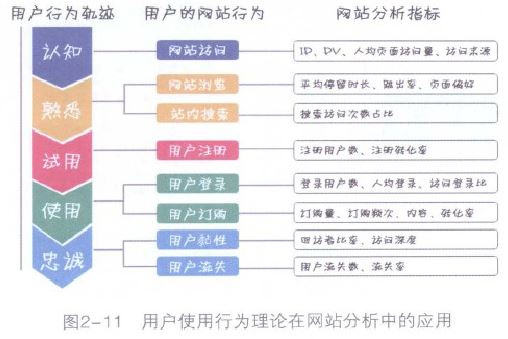 用户行为轨迹 用户的网站行为 网站分析指标
认知 网站访问 ID、PV、人均页面访问量、访问来源
熟悉 网站浏览 平均停留时长、跳出率、页面偏好
站内搜索 搜索访问次数占比
试用 用户注册 注册用户数、注册转化率
使用 用户登录 登录用户数、人均登录、访问登录比
用户订购 订购量、订购频次、内容、转化率
忠诚 用户黏性 回访者比率、访问深度
用户流失 用户流失数、流失率
图2-11 用户使用行为理论在网站分析中的应用